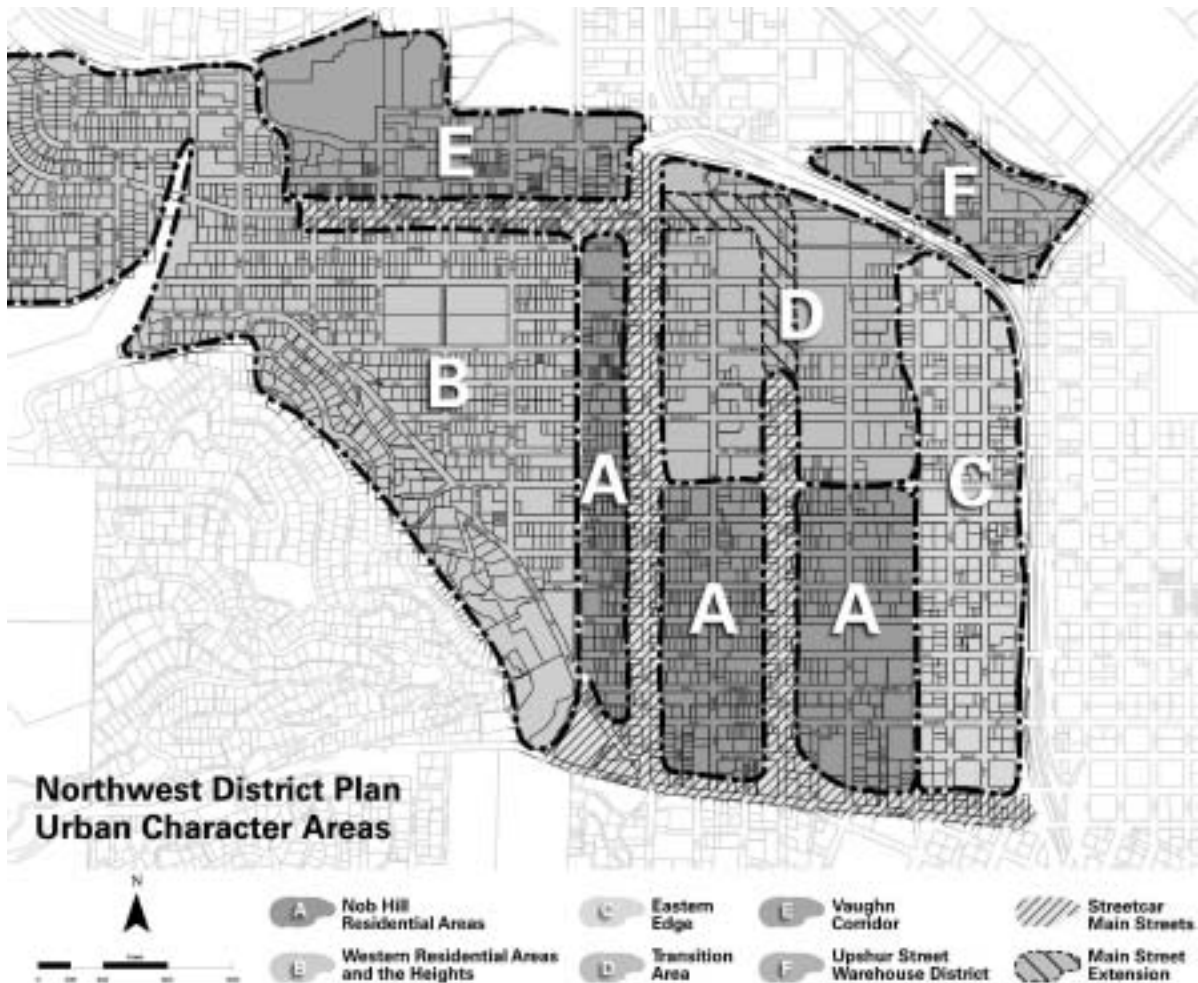 E
F
D
B
A
C
A
A
Northwest District Plan
Urban Character Areas
N
A Nob Hill
Residential Areas
B Western Residential Areas
and the Heights
C Eastern
Edge
D Transition
Area
E Vaughn
Corridor
F Upshur Street
Warehouse District
Streetcar
Main Streets
Main Street
Extension